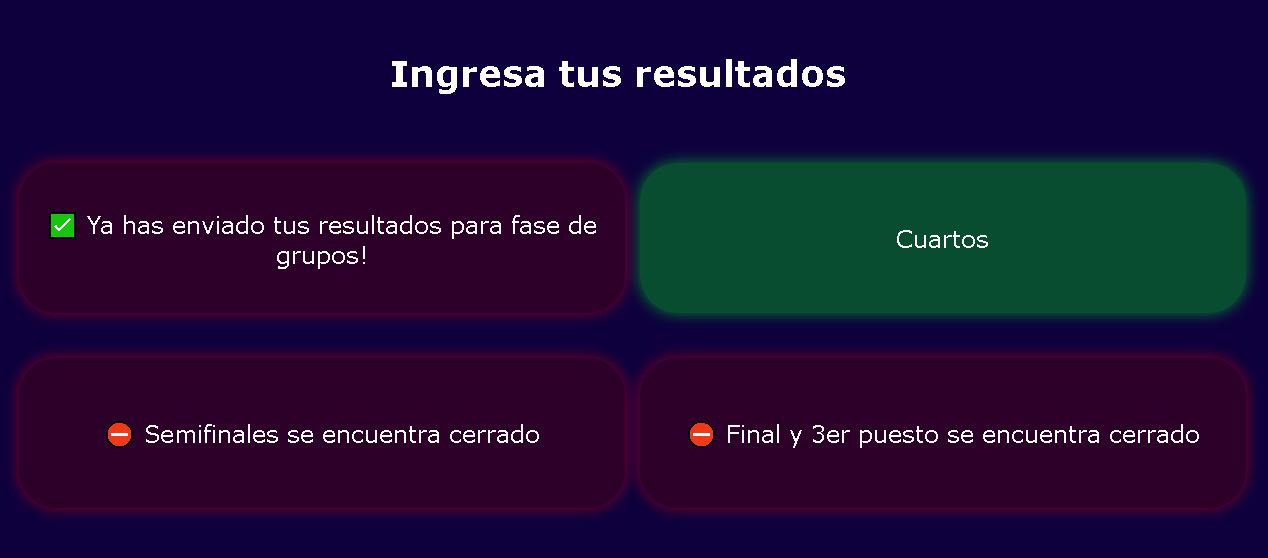 Ingresa tus resultados
✅ Ya has enviado tus resultados para fase de
grupos!
Cuartos
⛔ Semifinales se encuentra cerrado
⛔ Final y 3er puesto se encuentra cerrado